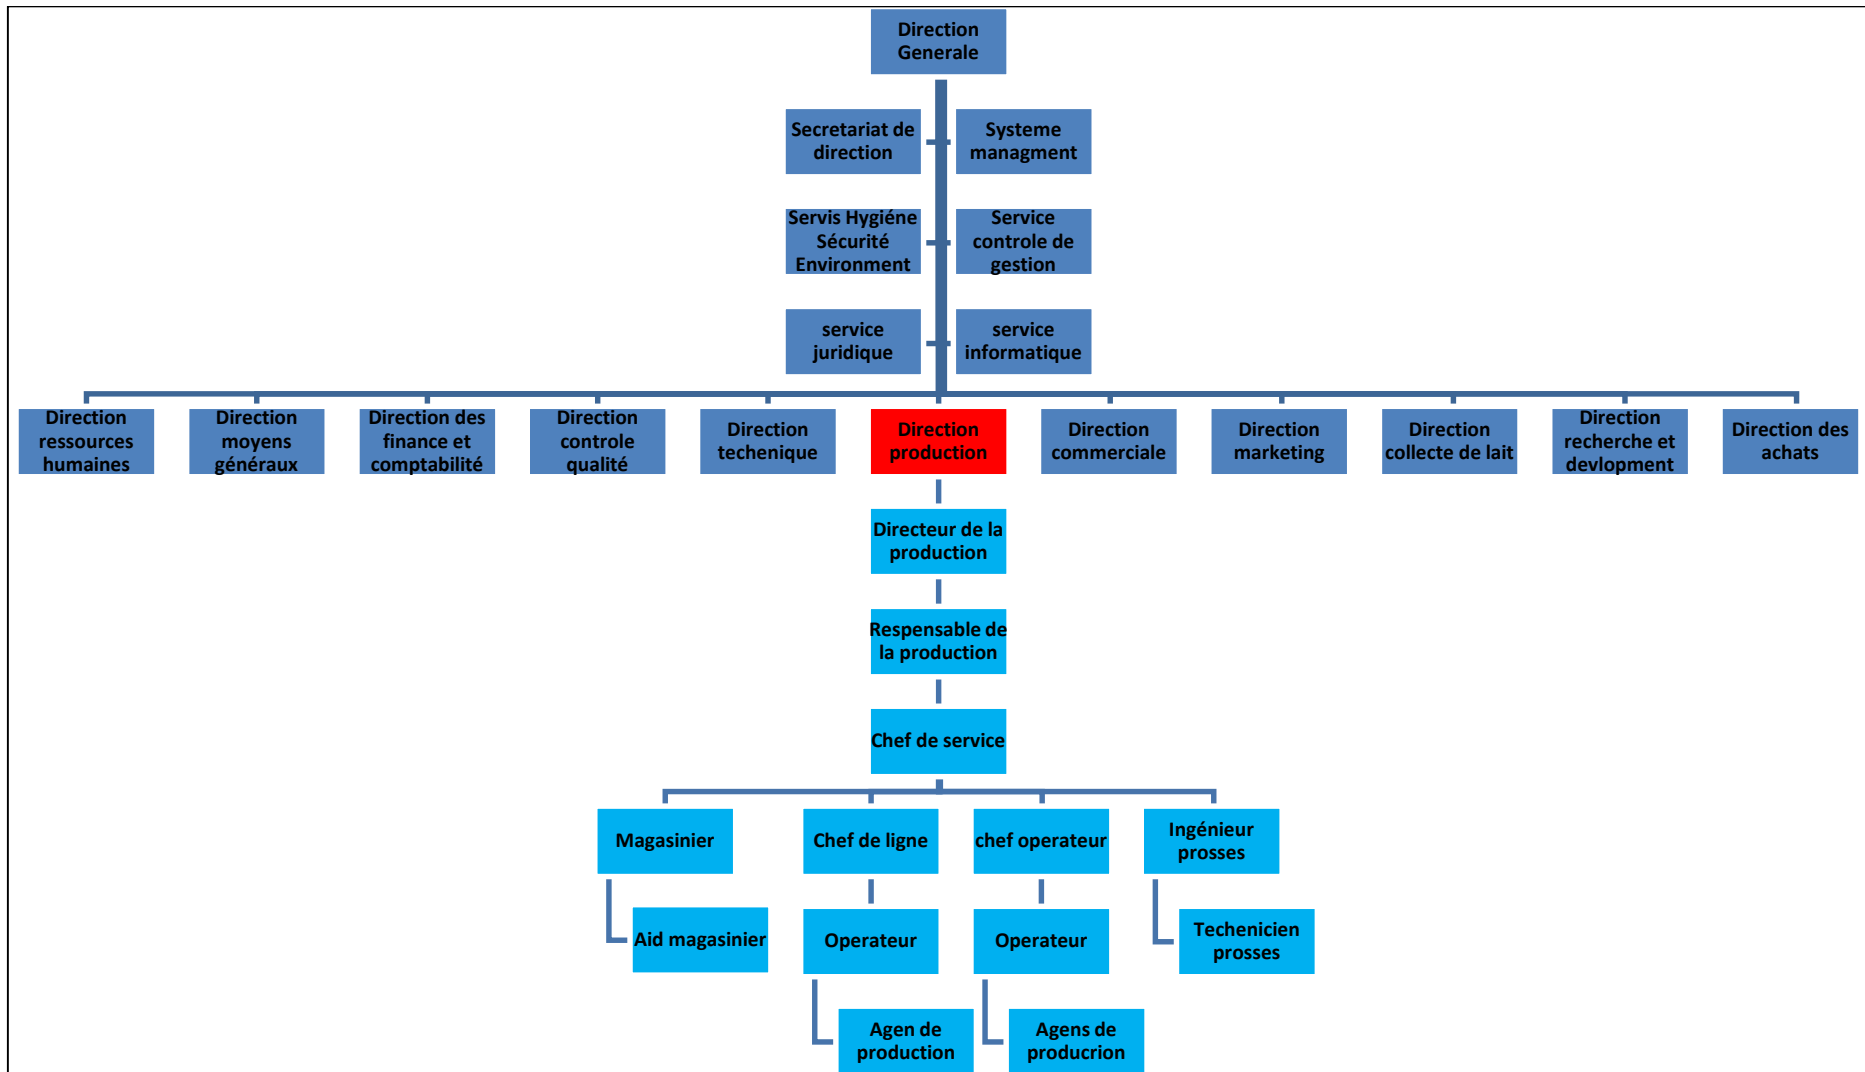 Direction
Generale
Secretariat de
direction
Systeme
managment
Servis Hygiéne
Sécurité
Environment
Service
controle de
gestion
service
juridique
service
informatique
Direction
ressources
humaines
Direction
moyens
généraux
Direction des
finance et
comptabilité
Direction
controle
qualité
Direction
techenique
Direction
production
Direction
commerciale
Direction
marketing
Direction
collecte de lait
Direction
recherche et
devlopment
Direction des
achats
Directeur de la
production
Respensable de
la production
Chef de service
Magasinier
Chef de ligne
chef operateur
Ingénieur
prosses
Aid magasinier
Operateur
Operateur
Techenicien
prosses
Agen de
production
Agens de
producrion